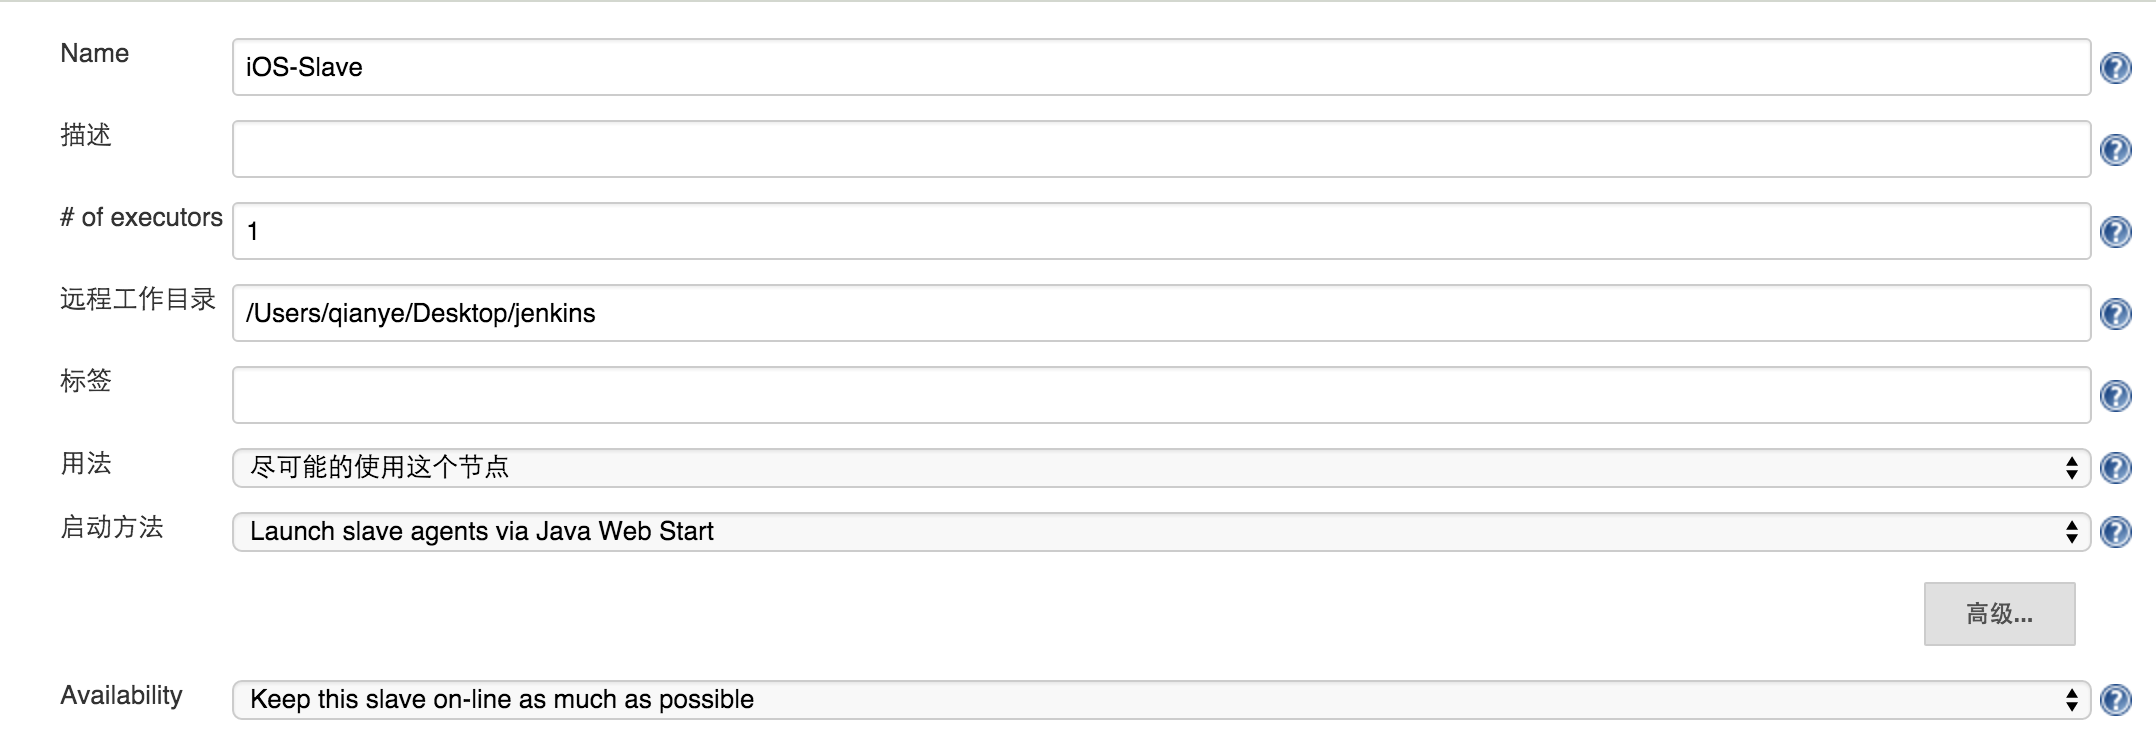 Name
iOS-Slave
描述
# of executors
1
远程工作目录
/Users/qianye/Desktop/jenkins
标签
用法
尽可能的使用这个节点
启动方法
Launch slave agents via Java Web Start
高级...
Availability
Keep this slave on-line as much as possible